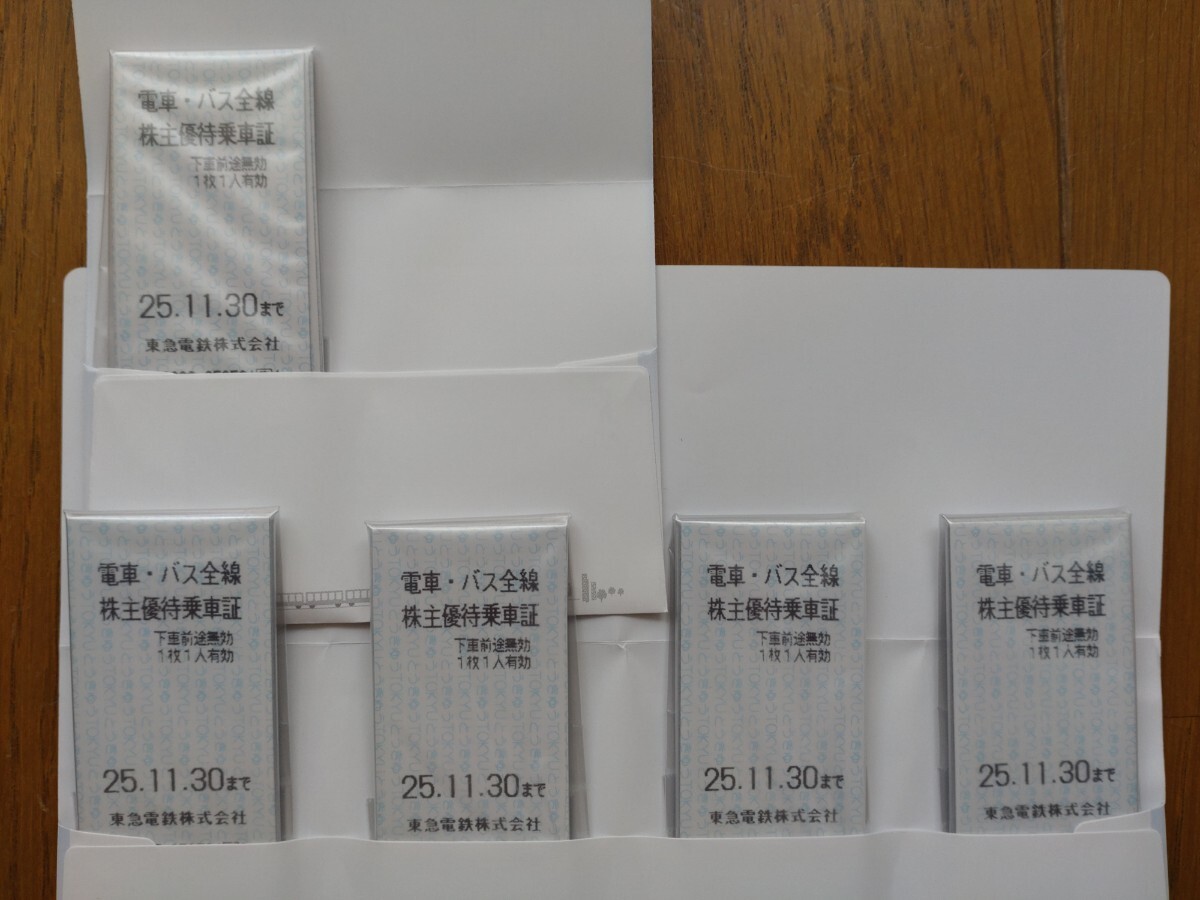 電車・バス全線
株主優待乗車証
下車前途無効
1枚1人有効
25.11.30まで
東急電鉄株式会社
電車・バス全線
株主優待乗車証
下車前途無効
1枚1人有効
25.11.30まで
東急電鉄株式会社
電車・バス全線
株主優待乗車証
下車前途無効
1枚1人有効
25.11.30まで
東急電鉄株式会社
電車・バス全線
株主優待乗車証
下車前途無効
1枚1人有効
25.11.30まで
東急電鉄株式会社
電車・バス全線
株主優待乗車証
下車前途無効
1枚1人有効
25.11.30まで
東急電鉄株式会社